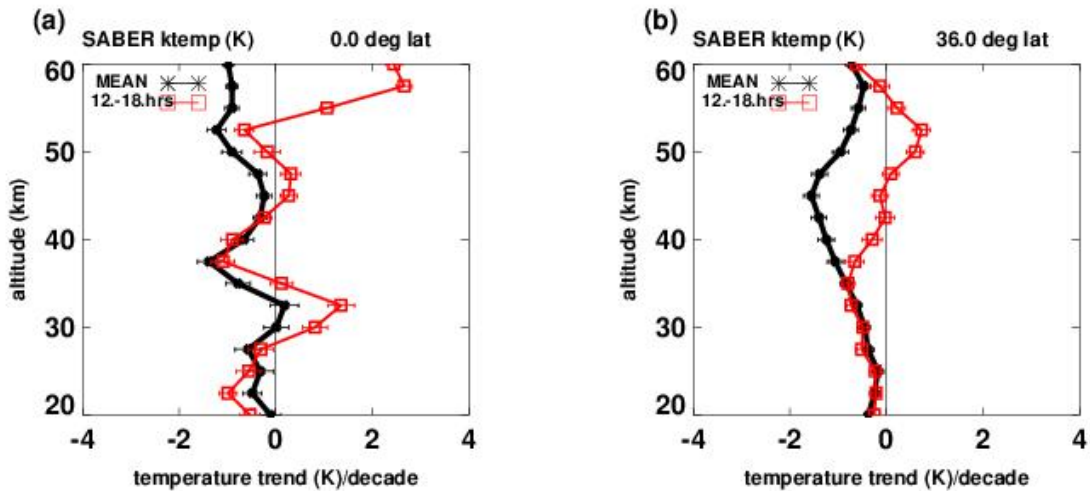 (a)
SABER ktemp (K) 0.0 deg lat
60
MEAN
12.-18.hrs
50
altitude (km)
40
30
20
-4 -2 0 2 4
temperature trend (K)/decade
(b)
SABER ktemp (K) 36.0 deg lat
60
MEAN
12.-18.hrs
50
altitude (km)
40
30
20
-4 -2 0 2 4
temperature trend (K)/decade